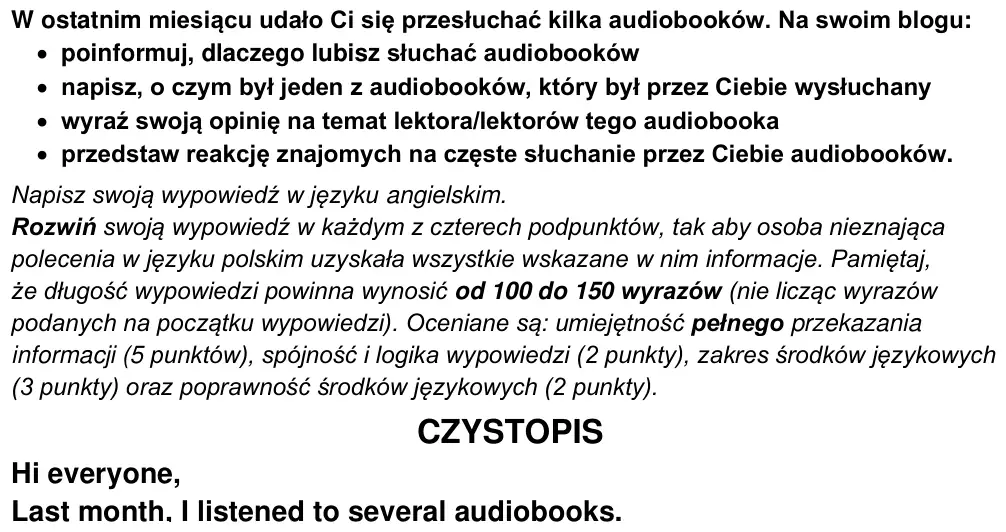 W ostatnim miesiącu udało Ci się przesłuchać kilka audiobooków. Na swoim blogu:
• poinformuj, dlaczego lubisz słuchać audiobooków
• napisz, o czym był jeden z audiobooków, który był przez Ciebie wysłuchany
• wyraź swoją opinię na temat lektora/lektorów tego audiobooka
• przedstaw reakcję znajomych na częste słuchanie przez Ciebie audiobooków.
Napisz swoją wypowiedź w języku angielskim.
Rozwiń swoją wypowiedź w każdym z czterech podpunktów, tak aby osoba nieznająca
polecenia w języku polskim uzyskała wszystkie wskazane w nim informacje. Pamiętaj,
że długość wypowiedzi powinna wynosić od 100 do 150 wyrazów (nie licząc wyrazów
podanych na początku wypowiedzi). Oceniane są: umiejętność pełnego przekazania
informacji (5 punktów), spójność i logika wypowiedzi (2 punkty), zakres środków językowych
(3 punkty) oraz poprawność środków językowych (2 punkty).
CZYSTOPIS
Hi everyone,
Last month, I listened to several audiobooks.